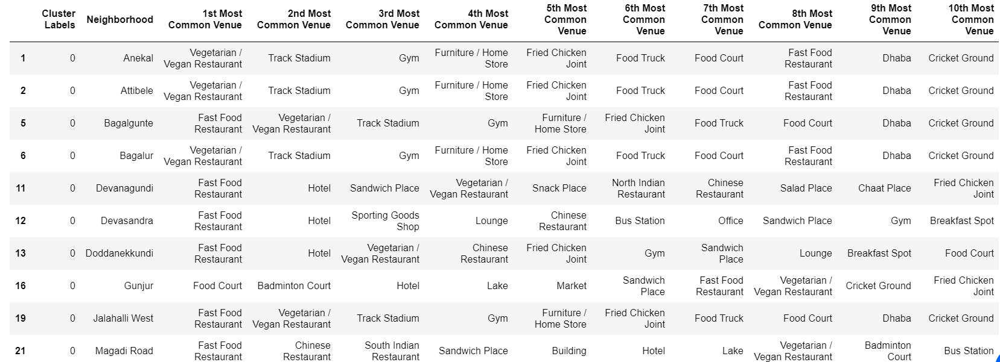 Cluster Labels Neighborhood 1st Most Common Venue 2nd Most Common Venue 3rd Most Common Venue 4th Most Common Venue 5th Most Common Venue 6th Most Common Venue 7th Most Common Venue 8th Most Common Venue 9th Most Common Venue 10th Most Common Venue
1 0 Anekal Vegetarian / Vegan Restaurant Track Stadium Gym Furniture / Home Store Fried Chicken Joint Food Truck Food Court Fast Food Restaurant Dhaba Cricket Ground
2 0 Attibele Vegetarian / Vegan Restaurant Track Stadium Gym Furniture / Home Store Fried Chicken Joint Food Truck Food Court Fast Food Restaurant Dhaba Cricket Ground
5 0 Bagalgunte Fast Food Restaurant Vegetarian / Vegan Restaurant Track Stadium Gym Furniture / Home Store Fried Chicken Joint Food Truck Food Court Dhaba Cricket Ground
6 0 Bagalur Vegetarian / Vegan Restaurant Track Stadium Gym Furniture / Home Store Fried Chicken Joint Food Truck Food Court Fast Food Restaurant Dhaba Cricket Ground
11 0 Devanagundi Fast Food Restaurant Hotel Sandwich Place Vegetarian / Vegan Restaurant Snack Place North Indian Restaurant Chinese Restaurant Salad Place Chaat Place Fried Chicken Joint
12 0 Devasandra Fast Food Restaurant Hotel Sporting Goods Shop Lounge Chinese Restaurant Bus Station Office Sandwich Place Gym Breakfast Spot
13 0 Doddanekkundi Fast Food Restaurant Hotel Vegetarian / Vegan Restaurant Chinese Restaurant Fried Chicken Joint Gym Sandwich Place Lounge Breakfast Spot Food Court
16 0 Gunjur Food Court Badminton Court Hotel Lake Market Sandwich Place Fast Food Restaurant Vegetarian / Vegan Restaurant Cricket Ground Fried Chicken Joint
19 0 Jalahalli West Fast Food Restaurant Vegetarian / Vegan Restaurant Track Stadium Gym Furniture / Home Store Fried Chicken Joint Food Truck Food Court Dhaba Cricket Ground
21 0 Magadi Road Fast Food Restaurant Chinese Restaurant South Indian Restaurant Sandwich Place Building Hotel Lake Vegetarian / Vegan Restaurant Badminton Court Bus Station